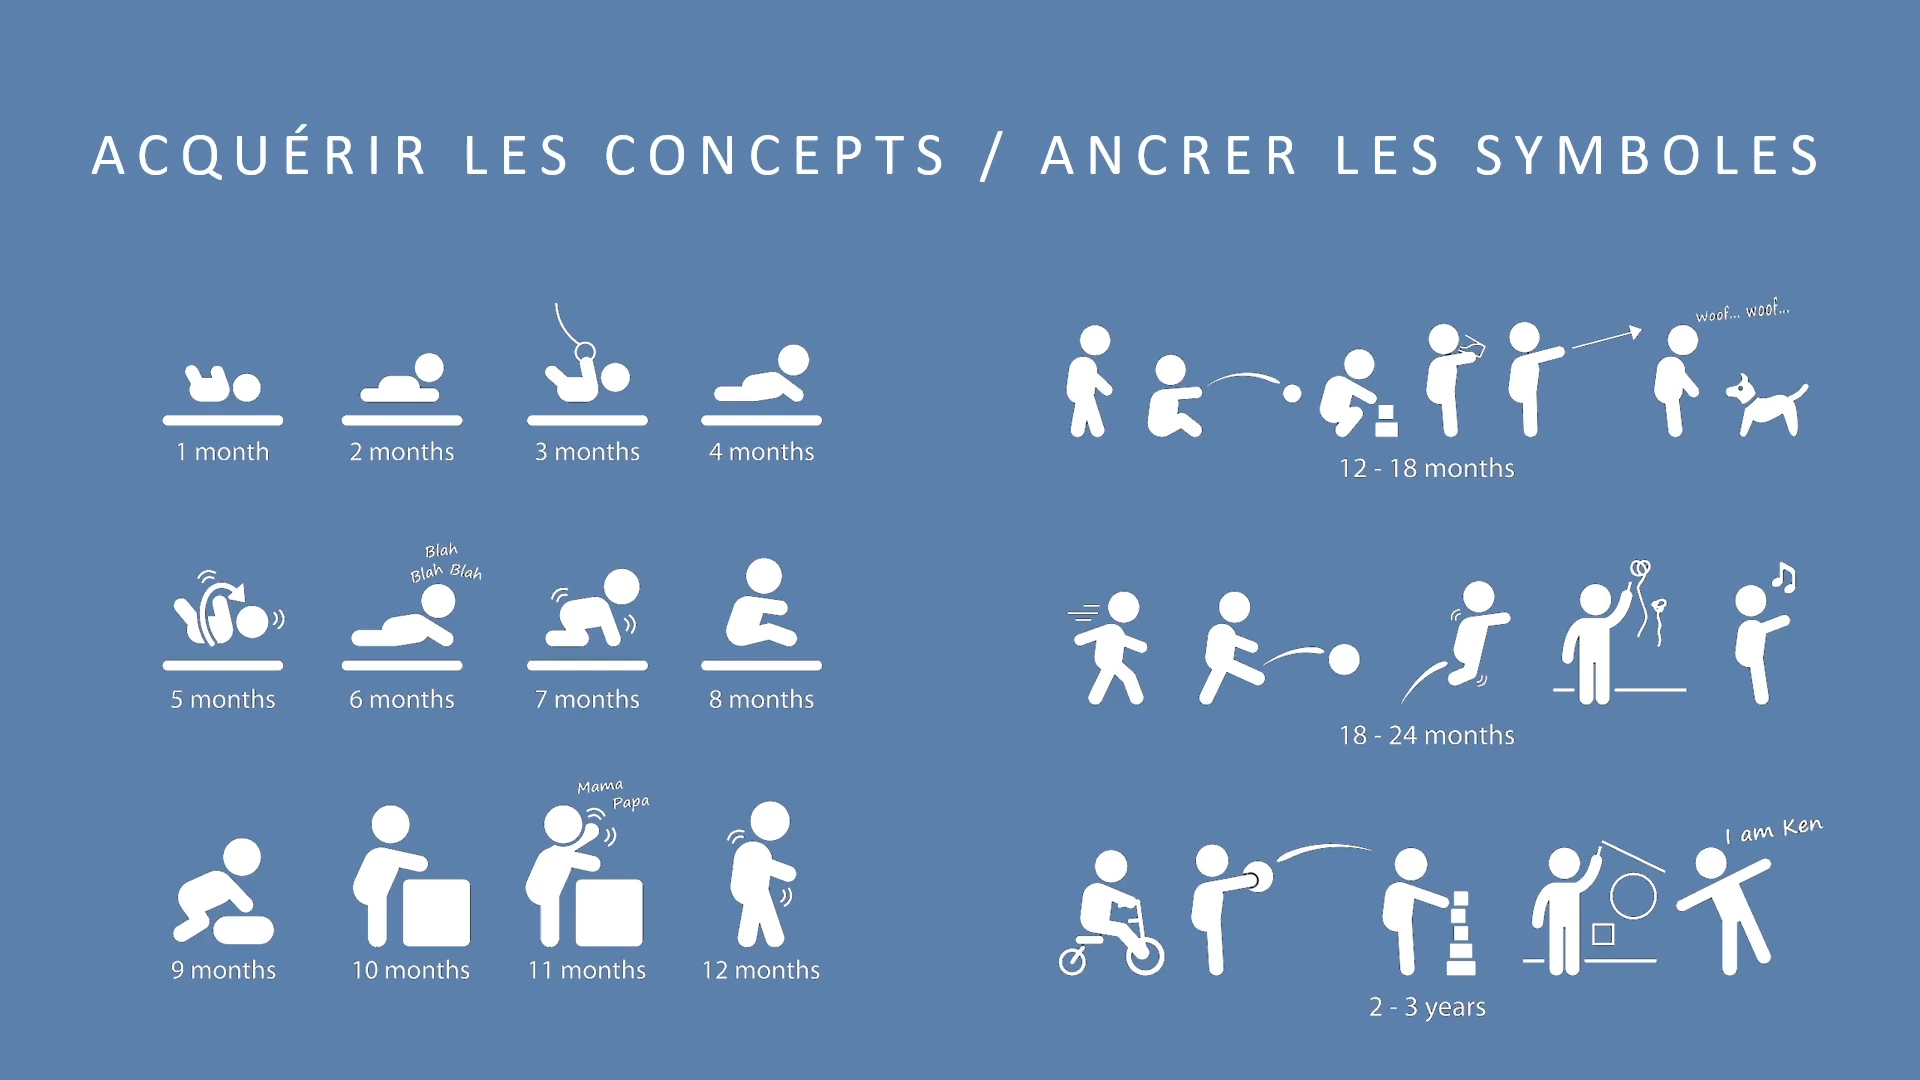 ACQUÉRIR LES CONCEPTS / ANCRER LES SYMBOLES
1 month
2 months
3 months
4 months
Blah
Blah Blah
5 months
6 months
7 months
8 months
Mama
Papa
9 months
10 months
11 months
12 months
woof... woof...
12 - 18 months
18 - 24 months
I am Ken
2 - 3 years